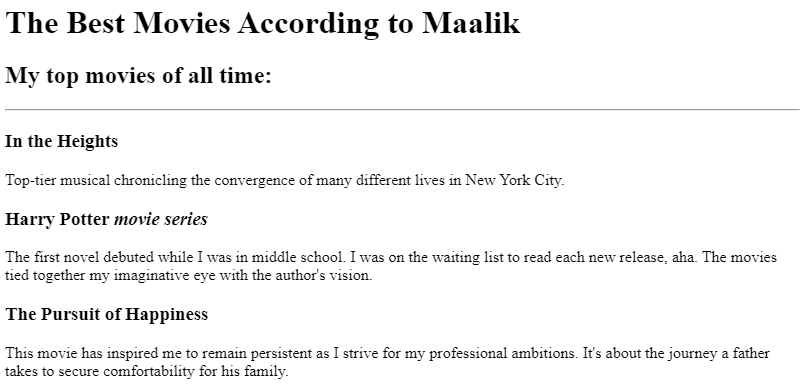 The Best Movies According to Maalik
My top movies of all time:
In the Heights
Top-tier musical chronicling the convergence of many different lives in New York City.
Harry Potter movie series
The first novel debuted while I was in middle school. I was on the waiting list to read each new release, aha. The movies
tied together my imaginative eye with the author's vision.
The Pursuit of Happiness
This movie has inspired me to remain persistent as I strive for my professional ambitions. It's about the journey a father
takes to secure comfortability for his family.